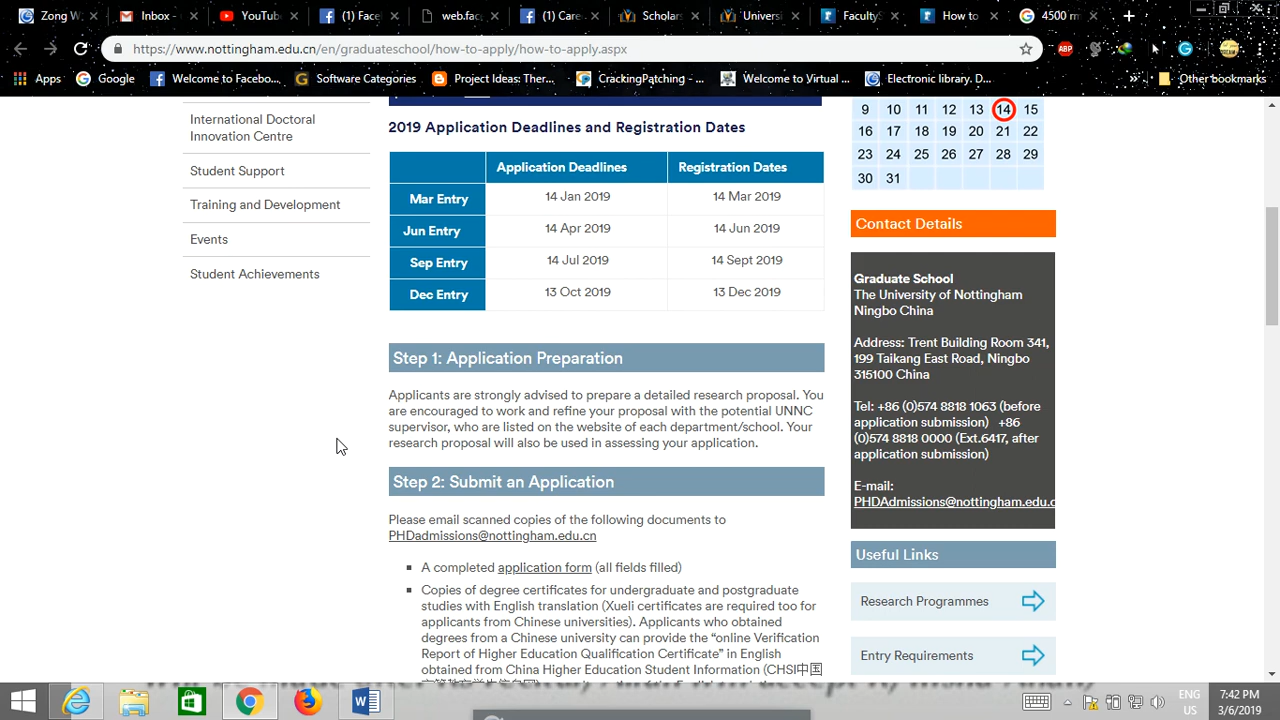 Zong W
Inbox -
YouTub
(1) Face
web.fac
(1) Care
Scholars
Univers
Faculty
How to
4500 rm
https://www.nottingham.edu.cn/en/graduateschool/how-to-apply/how-to-apply.aspx
ABP
Apps
Google
Welcome to Facebo...
Software Categories
Project Ideas: Ther...
CrackingPatching - ...
Welcome to Virtual ...
Electronic library. D...
Other bookmarks
International Doctoral
Innovation Centre
Student Support
Training and Development
Events
Student Achievements
2019 Application Deadlines and Registration Dates
Application Deadlines Registration Dates
Mar Entry 14 Jan 2019 14 Mar 2019
Jun Entry 14 Apr 2019 14 Jun 2019
Sep Entry 14 Jul 2019 14 Sept 2019
Dec Entry 13 Oct 2019 13 Dec 2019
Step 1: Application Preparation
Applicants are strongly advised to prepare a detailed research proposal. You
are encouraged to work and refine your proposal with the potential UNNC
supervisor, who are listed on the website of each department/school. Your
research proposal will also be used in assessing your application.
Step 2: Submit an Application
Please email scanned copies of the following documents to
PHDadmissions@nottingham.edu.cn
A completed application form (all fields filled)
Copies of degree certificates for undergraduate and postgraduate
studies with English translation (Xueli certificates are required too for
applicants from Chinese universities). Applicants who obtained
degrees from a Chinese university can provide the “online Verification
Report of Higher Education Qualification Certificate” in English
obtained from China Higher Education Student Information (CHSI中国
9 10 11 12 13 14 15
16 17 18 19 20 21 22
23 24 25 26 27 28 29
30 31
Contact Details
Graduate School
The University of Nottingham
Ningbo China
Address: Trent Building Room 341,
199 Taikang East Road, Ningbo
315100 China
Tel: +86 (0)574 8818 1063 (before
application submission) +86
(0)574 8818 0000 (Ext.6417, after
application submission)
E-mail:
PHDAdmissions@nottingham.edu.c
Useful Links
Research Programmes
Entry Requirements
ENG
US
7:42 PM
3/6/2019